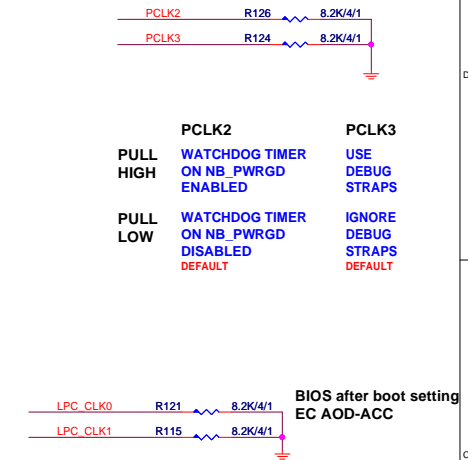 PCLK2 R126 8.2K/4/1
PCLK3 R124 8.2K/4/1
D
PCLK2 PCLK3
PULL HIGH
WATCHDOG TIMER
ON NB_PWRGD
ENABLED
USE
DEBUG
STRAPS
PULL LOW
WATCHDOG TIMER
ON NB_PWRGD
DISABLED
DEFAULT
IGNORE
DEBUG
STRAPS
DEFAULT
LPC_CLK0 R121 8.2K/4/1
LPC_CLK1 R115 8.2K/4/1
BIOS after boot setting
EC AOD-ACC
C